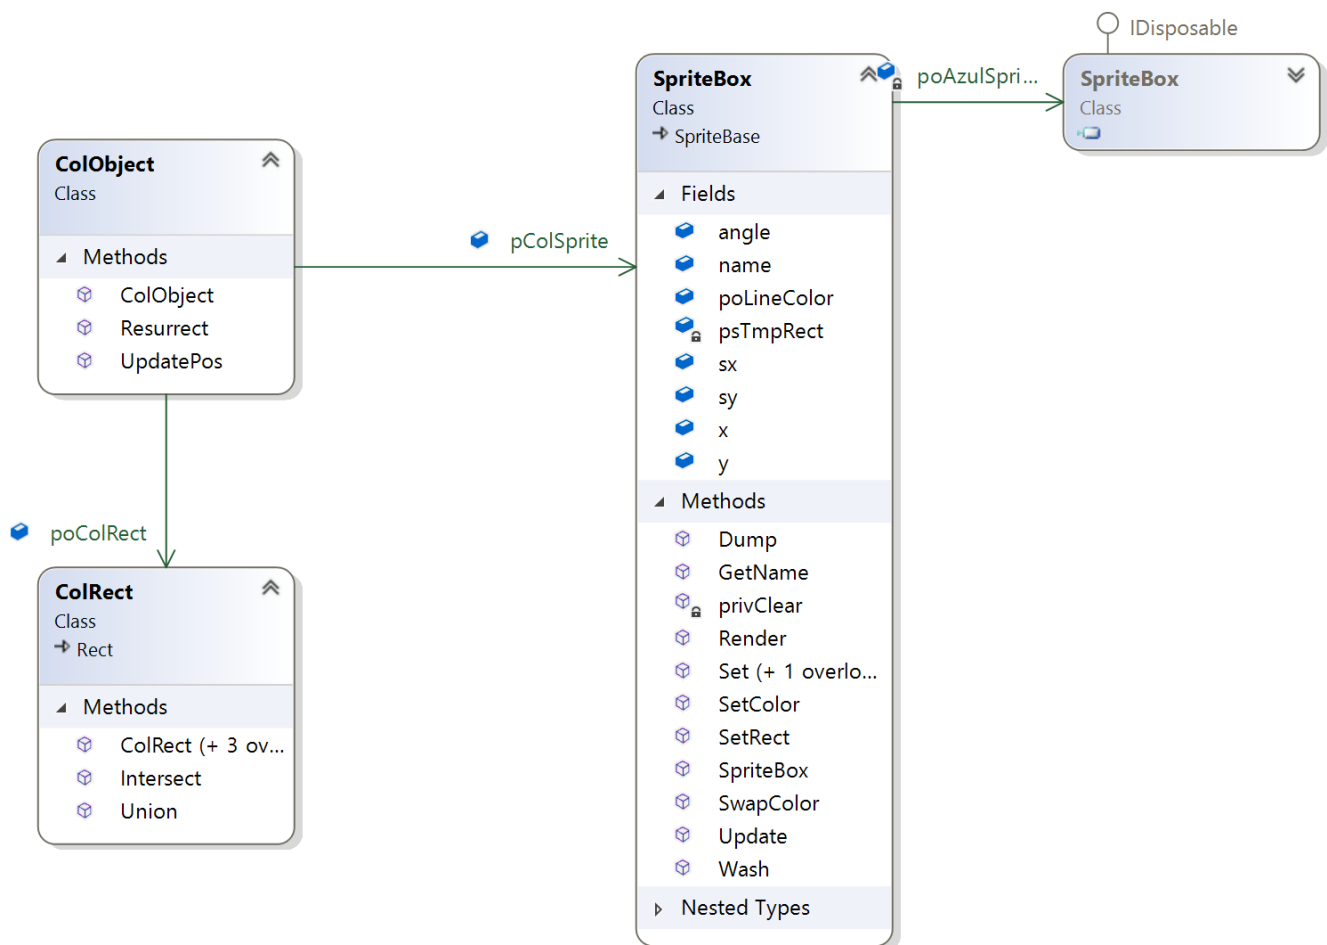 IDisposable
SpriteBox
Class
SpriteBase
poAzulSpri...
SpriteBox
Class
ColObject
Class
Methods
ColObject
Resurrect
UpdatePos
pColSprite
poColRect
ColRect
Class
Rect
Methods
ColRect (+ 3 ov...
Intersect
Union
Fields
angle
name
poLineColor
psTmpRect
sx
sy
x
y
Methods
Dump
GetName
privClear
Render
Set (+ 1 overlo...
SetColor
SetRect
SpriteBox
SwapColor
Update
Wash
Nested Types